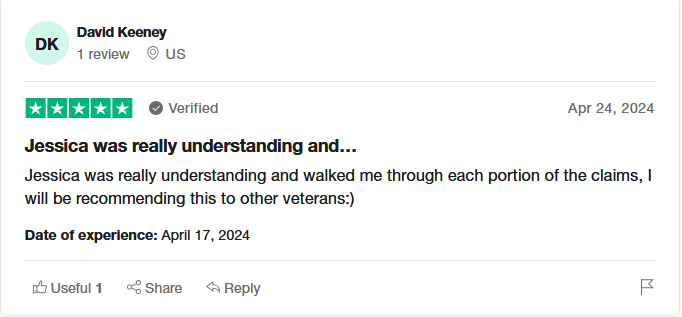 DK
David Keeney
1 review US
Verified
Apr 24, 2024
Jessica was really understanding and…
Jessica was really understanding and walked me through each portion of the claims, I
will be recommending this to other veterans:)
Date of experience: April 17, 2024
Useful 1 Share Reply